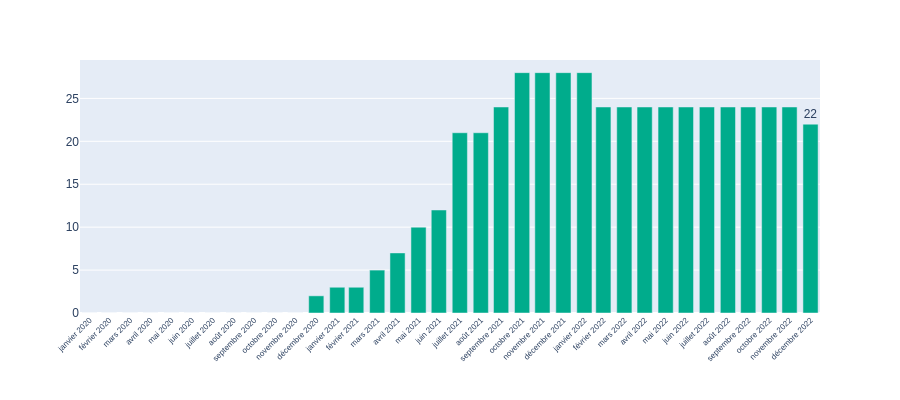 25
20
15
10
5
0
22
janvier 2020
février 2020
mars 2020
avril 2020
mai 2020
juin 2020
juillet 2020
août 2020
septembre 2020
octobre 2020
novembre 2020
décembre 2020
janvier 2021
février 2021
mars 2021
avril 2021
mai 2021
juin 2021
juillet 2021
août 2021
septembre 2021
octobre 2021
novembre 2021
décembre 2021
janvier 2022
février 2022
mars 2022
avril 2022
mai 2022
juin 2022
juillet 2022
août 2022
septembre 2022
octobre 2022
novembre 2022
décembre 2022